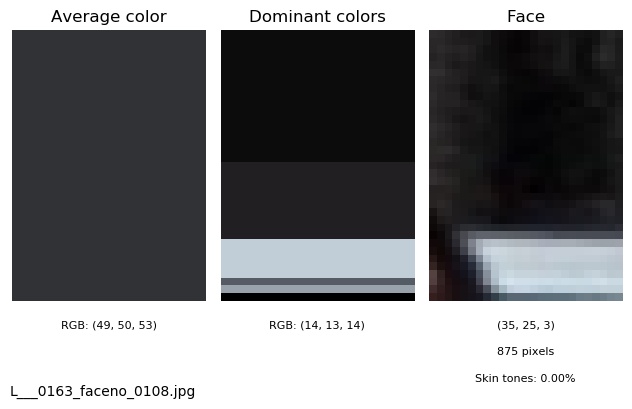 Average color
Dominant colors
Face
RGB: (49, 50, 53)
RGB: (14, 13, 14)
(35, 25, 3)
875 pixels
Skin tones: 0.00%
L___0163_faceno_0108.jpg